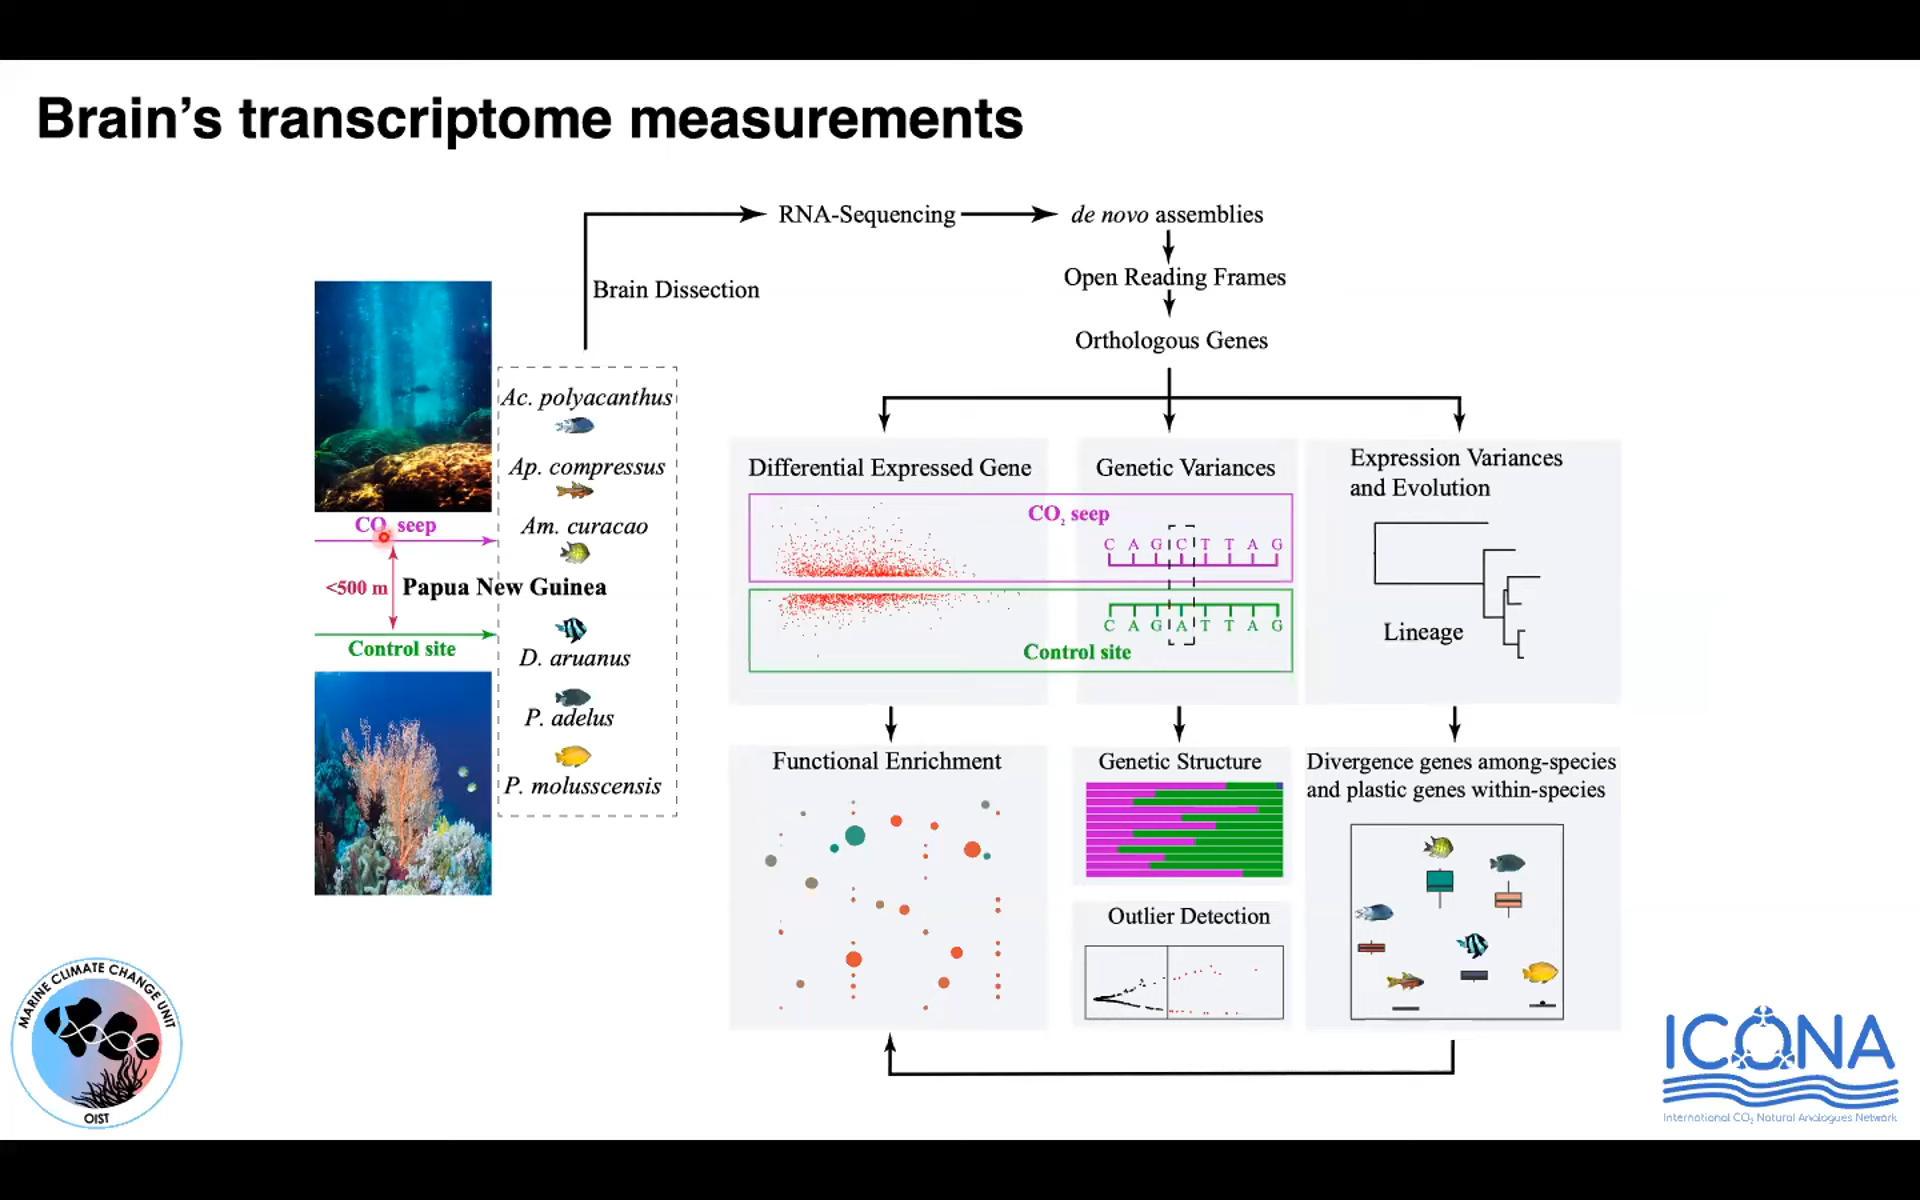 Brain's transcriptome measurements
RNA-Sequencing
de novo assemblies
Brain Dissection
Open Reading Frames
Orthologous Genes
CO2 seep
<500 m
Papua New Guinea
Control site
Ac. polyacanthus
Ap. compressus
Am. curacao
D. aruanus
P. adelus
P. molusscensis
Differential Expressed Gene
Genetic Variances
CO2 seep
C A G C T T A G
C A G A T T A G
Control site
Expression Variances
and Evolution
Lineage
Functional Enrichment
Genetic Structure
Outlier Detection
Divergence genes among-species
and plastic genes within-species
MARINE CLIMATE CHANGE UNIT
OIST
ICONA
International CO2 Natural Analogues Network